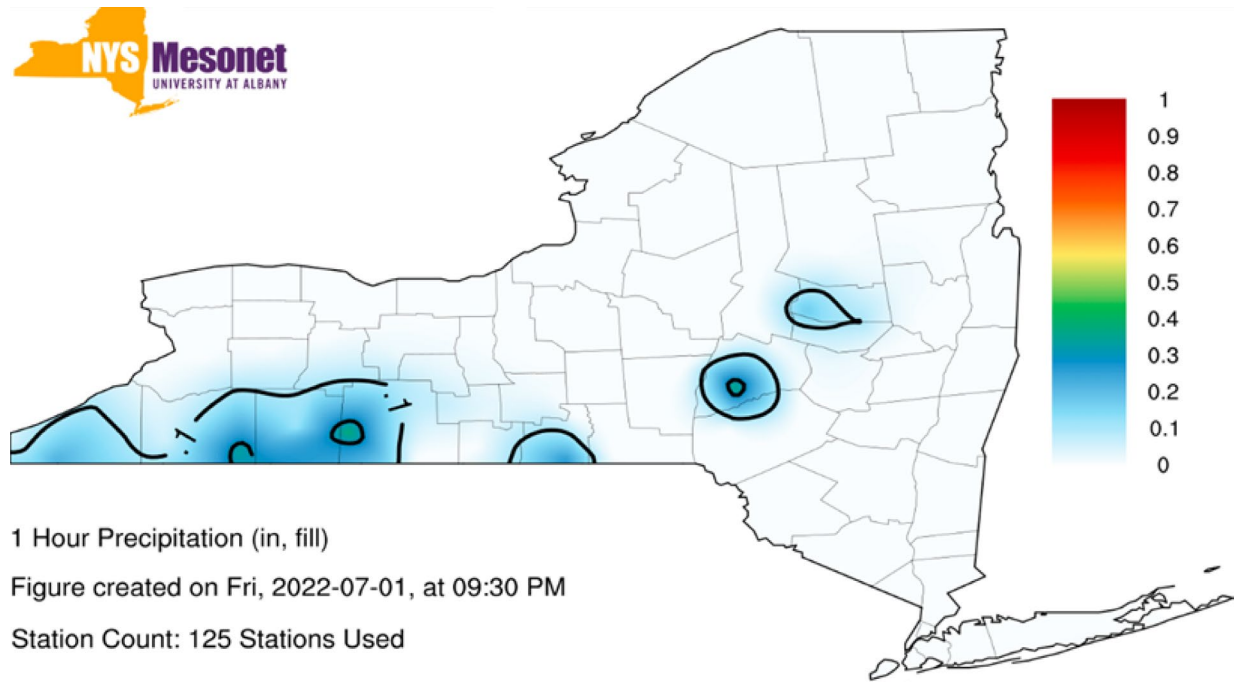 NYS Mesonet
UNIVERSITY AT ALBANY
1
0.9
0.8
0.7
0.6
0.5
0.4
0.3
0.2
0.1
0
.1
.1
1 Hour Precipitation (in, fill)
Figure created on Fri, 2022-07-01, at 09:30 PM
Station Count: 125 Stations Used